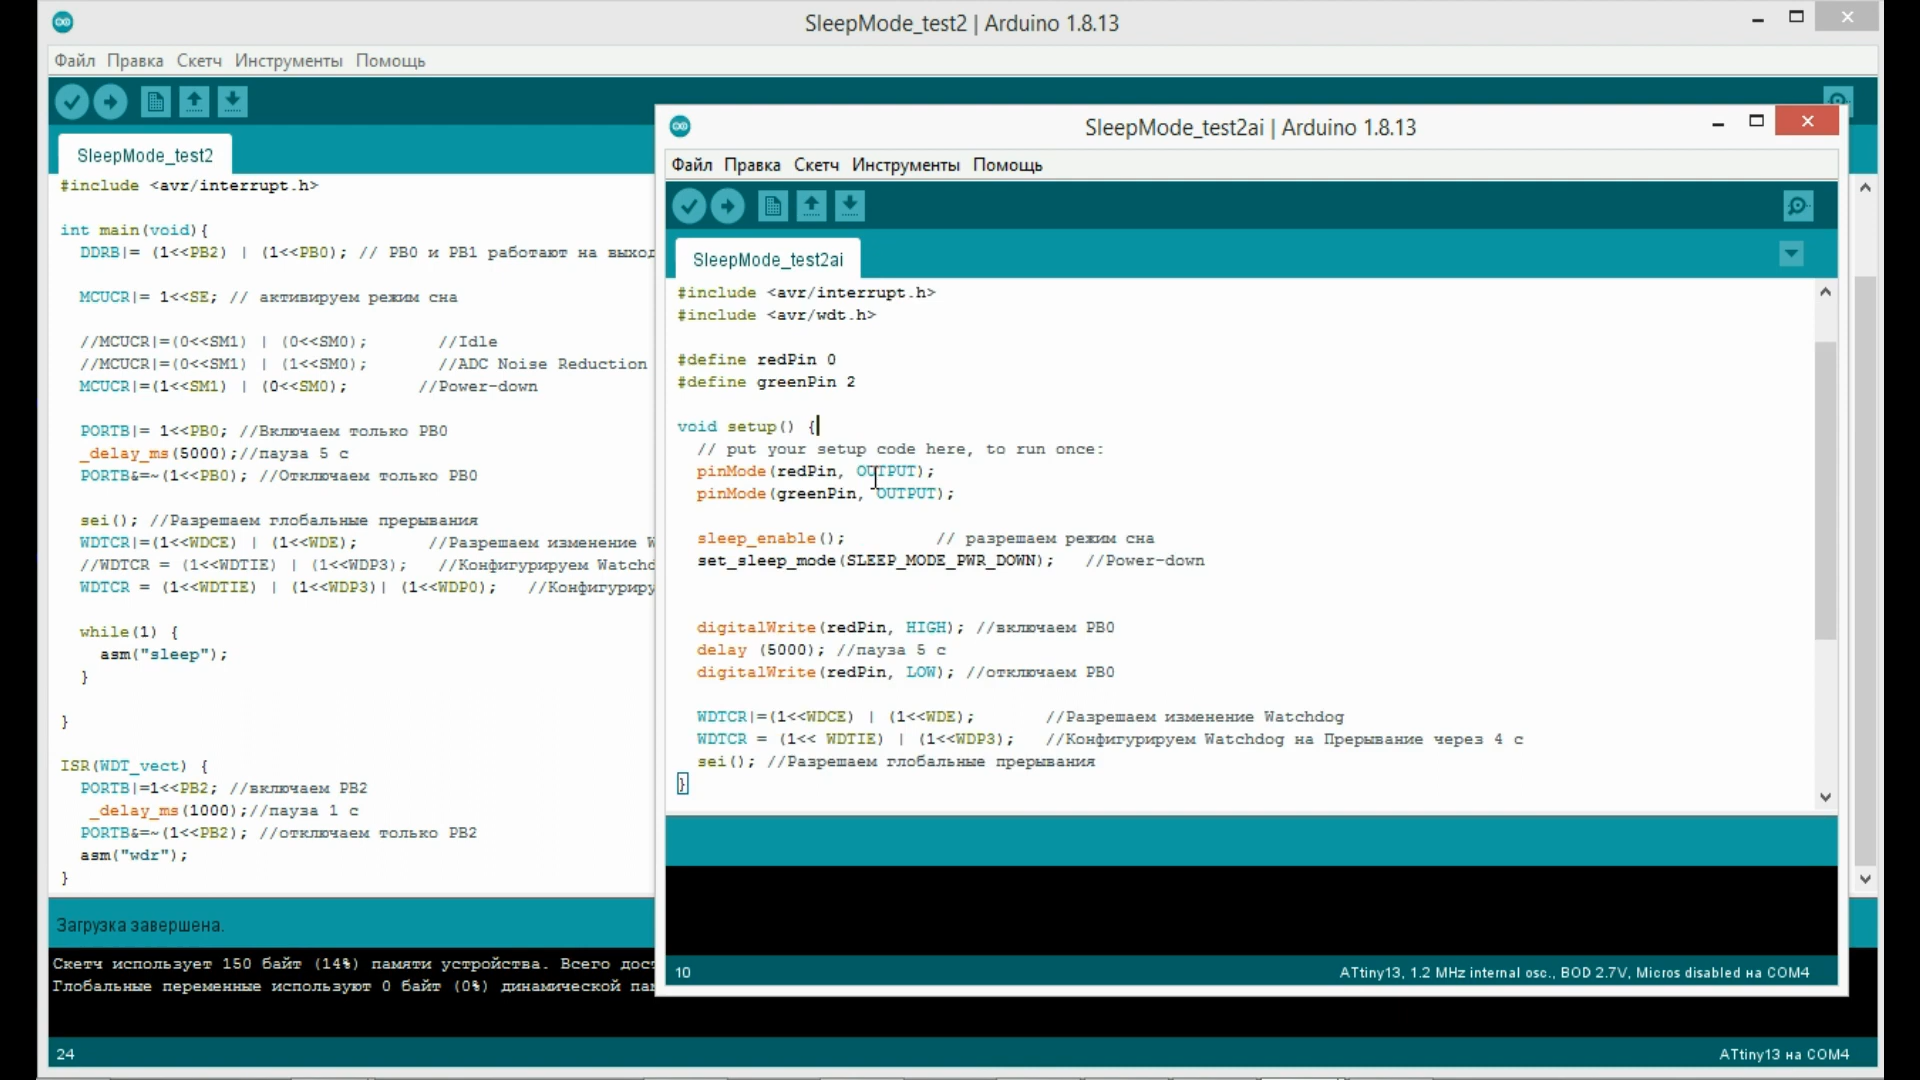 SleepMode_test2 | Arduino 1.8.13
Файл Правка Скетч Инструменты Помощь
SleepMode_test2
#include <avr/interrupt.h>
int main(void){
DDRB|= (1<<PB2) | (1<<PB0); // PB0 и PB1 работают на выход
MCUCR|= 1<<SE; // активируем режим сна
//MCUCR|=(0<<SM1) | (0<<SM0); //Idle
//MCUCR|=(0<<SM1) | (1<<SM0); //ADC Noise Reduction
MCUCR|=(1<<SM1) | (0<<SM0); //Power-down
PORTB|= 1<<PB0; //Включаем только PB0
_delay_ms(5000);//пауза 5 с
PORTB&=~(1<<PB0); //Отключаем только PB0
sei(); //Разрешаем глобальные прерывания
WDTCR|=(1<<WDCE) | (1<<WDE); //Разрешаем изменение W
//WDTCR = (1<<WDTIE) | (1<<WDP3); //Конфигурируем Watchd
WDTCR = (1<<WDTIE) | (1<<WDP3)| (1<<WDP0); //Конфигуриру
while(1) {
asm("sleep");
}
}
ISR(WDT_vect) {
PORTB|=1<<PB2; //включаем PB2
_delay_ms(1000);//пауза 1 с
PORTB&=~(1<<PB2); //отключаем только PB2
asm("wdr");
}
Загрузка завершена.
Скетч использует 150 байт (14%) памяти устройства. Всего дос
Глобальные переменные используют 0 байт (0%) динамической па
24
ATtiny13 на COM4
SleepMode_test2ai | Arduino 1.8.13
Файл Правка Скетч Инструменты Помощь
SleepMode_test2ai
#include <avr/interrupt.h>
#include <avr/wdt.h>
#define redPin 0
#define greenPin 2
void setup() {
// put your setup code here, to run once:
pinMode(redPin, OUTPUT);
pinMode(greenPin, OUTPUT);
sleep_enable(); // разрешаем режим сна
set_sleep_mode(SLEEP_MODE_PWR_DOWN); //Power-down
digitalWrite(redPin, HIGH); //включаем PB0
delay (5000); //пауза 5 с
digitalWrite(redPin, LOW); //отключаем PB0
WDTCR|=(1<<WDCE) | (1<<WDE); //Разрешаем изменение Watchdog
WDTCR = (1<< WDTIE) | (1<<WDP3); //Конфигурируем Watchdog на Прерывание через 4 с
sei(); //Разрешаем глобальные прерывания
}
10
ATtiny13, 1.2 MHz internal osc., BOD 2.7V, Micros disabled на COM4